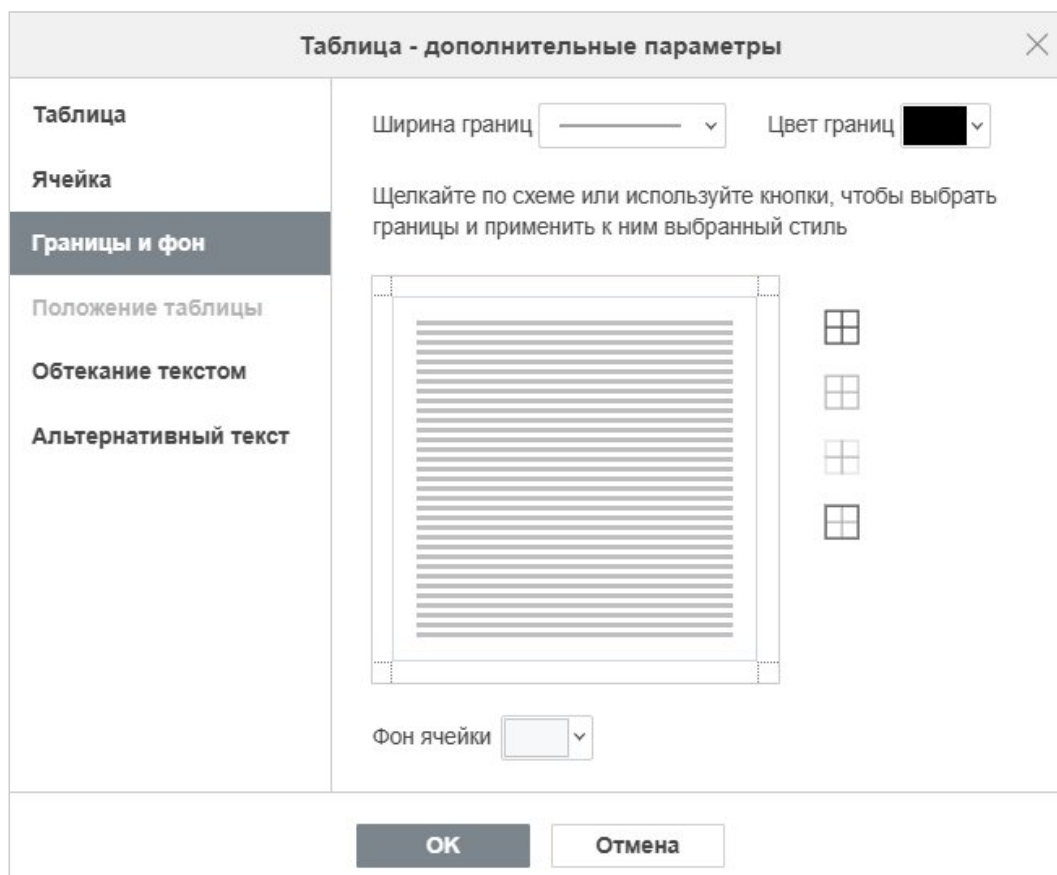 Таблица - дополнительные параметры
Таблица
Ячейка
Границы и фон
Положение таблицы
Обтекание текстом
Альтернативный текст
Ширина границ
Цвет границ
Щелкайте по схеме или используйте кнопки, чтобы выбрать
границы и применить к ним выбранный стиль
Фон ячейки
OK
Отмена